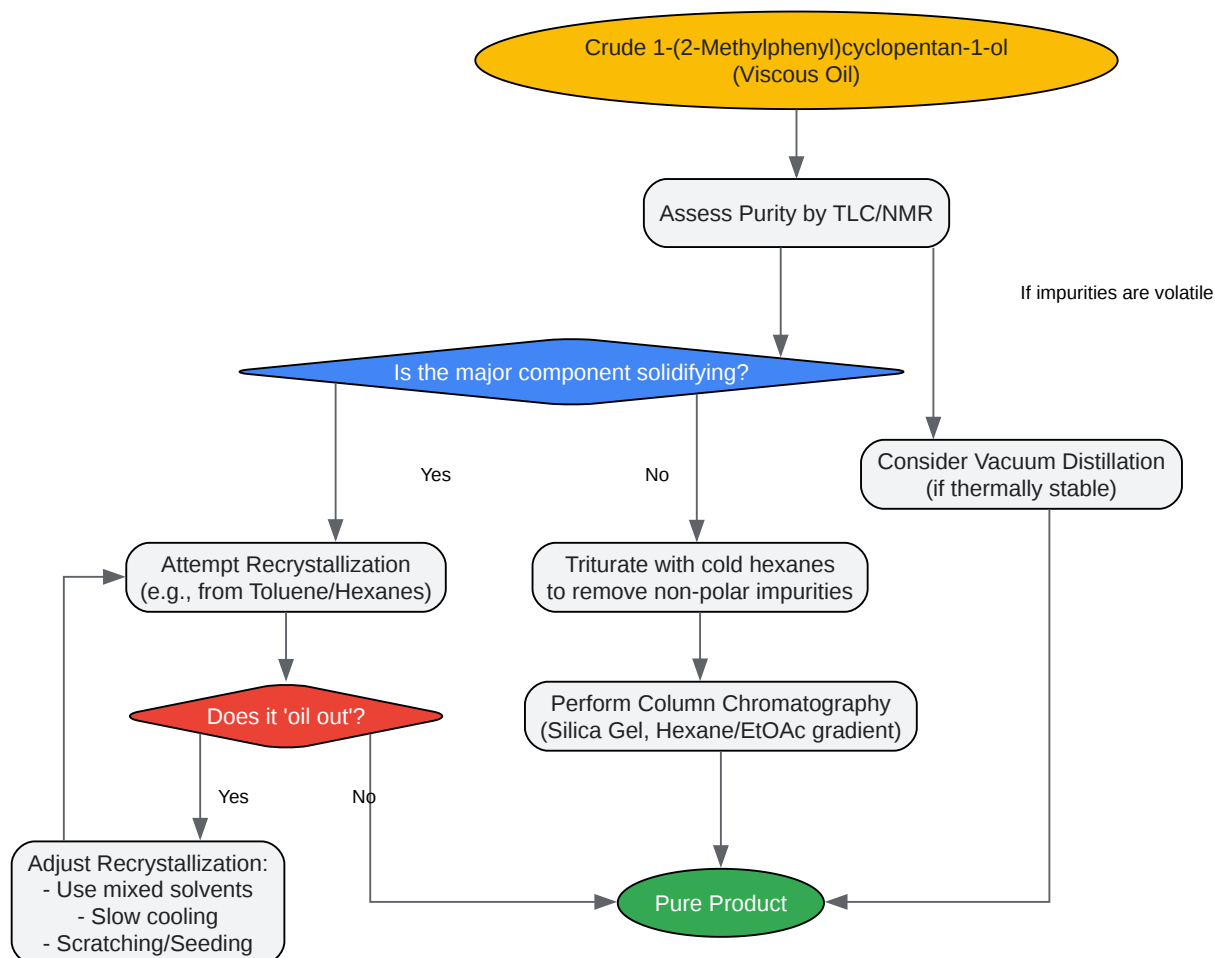 Crude 1-(2-Methylphenyl)cyclopentan-1-ol
(Viscous Oil)
Assess Purity by TLC/NMR
If impurities are volatile
Is the major component solidifying?
Yes
No
Consider Vacuum Distillation
(if thermally stable)
Attempt Recrystallization
(e.g., from Toluene/Hexanes)
Triturate with cold hexanes
to remove non-polar impurities
Does it 'oil out'?
Perform Column Chromatography
(Silica Gel, Hexane/EtOAc gradient)
Yes
No
Adjust Recrystallization:
- Use mixed solvents
- Slow cooling
- Scratching/Seeding
Pure Product